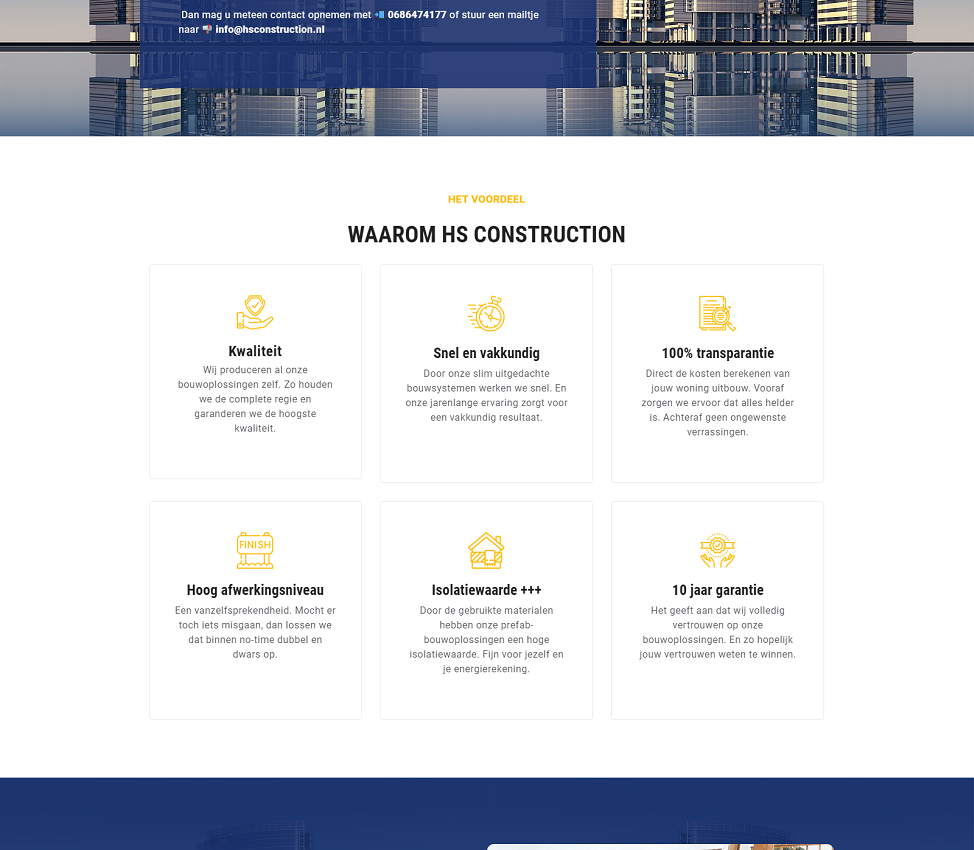 Dan mag u meteen contact opnemen met 📲 0686474177 of stuur een mailtje
naar 📬 info@hsconstruction.nl
HET VOORDEEL
WAAROM HS CONSTRUCTION
Kwaliteit
Wij produceren al onze
bouwoplossingen zelf. Zo houden
we de complete regie en
garanderen we de hoogste
kwaliteit.
Snel en vakkundig
Door onze slim uitgedachte
bouwsystemen werken we snel. En
onze jarenlange ervaring zorgt voor
een vakkundig resultaat.
100% transparantie
Direct de kosten berekenen van
jouw woning uitbouw. Vooraf
zorgen we ervoor dat alles helder
is. Achteraf geen ongewenste
verrassingen.
FINISH
Hoog afwerkingsniveau
Een vanzelfsprekendheid. Mocht er
toch iets misgaan, dan lossen we
dat binnen no-time dubbel en
dwars op.
Isolatiewaarde +++
Door de gebruikte materialen
hebben onze prefab-
bouwoplossingen een hoge
isolatiewaarde. Fijn voor jezelf en
je energierekening.
10 jaar garantie
Het geeft aan dat wij volledig
vertrouwen op onze
bouwoplossingen. En zo hopelijk
jouw vertrouwen weten te winnen.